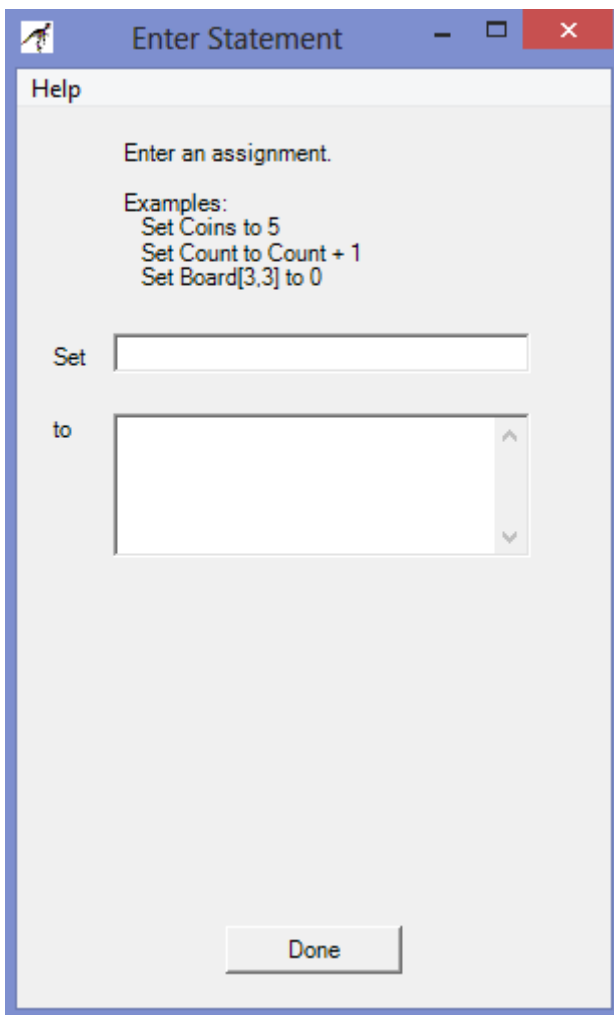 Enter Statement
Help
Enter an assignment.
Examples:
Set Coins to 5
Set Count to Count + 1
Set Board[3,3] to 0
Set
to
Done